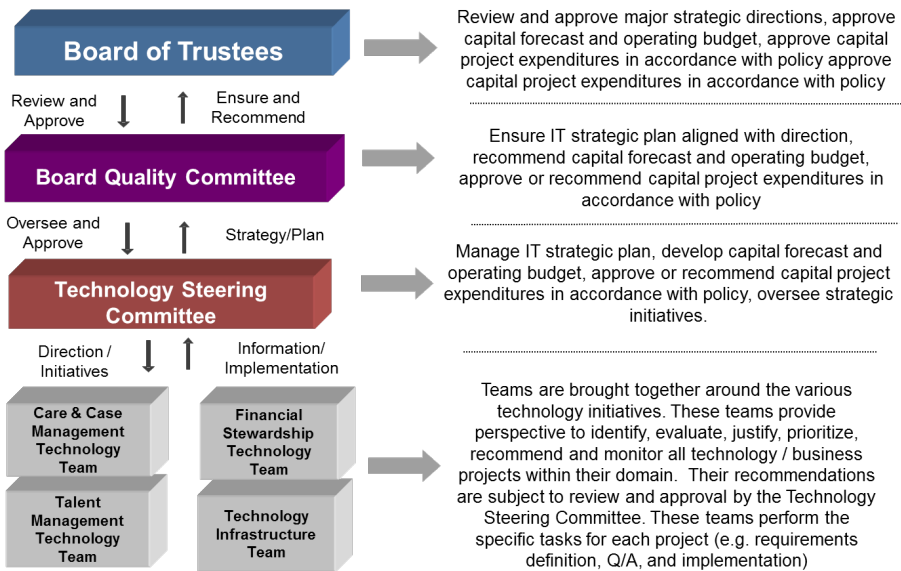 Board of Trustees
Review and approve major strategic directions, approve
capital forecast and operating budget, approve capital
project expenditures in accordance with policy approve
capital project expenditures in accordance with policy
Review and
Approve
Ensure and
Recommend
Board Quality Committee
Ensure IT strategic plan aligned with direction,
recommend capital forecast and operating budget,
approve or recommend capital project expenditures in
accordance with policy
Oversee and
Approve
Strategy/Plan
Technology Steering
Committee
Manage IT strategic plan, develop capital forecast and
operating budget, approve or recommend capital project
expenditures in accordance with policy, oversee strategic
initiatives.
Direction /
Initiatives
Information/
Implementation
Care & Case
Management
Technology
Team
Financial
Stewardship
Technology
Team
Talent
Management
Technology
Team
Technology
Infrastructure
Team
Teams are brought together around the various
technology initiatives. These teams provide
perspective to identify, evaluate, justify, prioritize,
recommend and monitor all technology / business
projects within their domain.  Their recommendations
are subject to review and approval by the Technology
Steering Committee. These teams perform the
specific tasks for each project (e.g. requirements
definition, Q/A, and implementation)